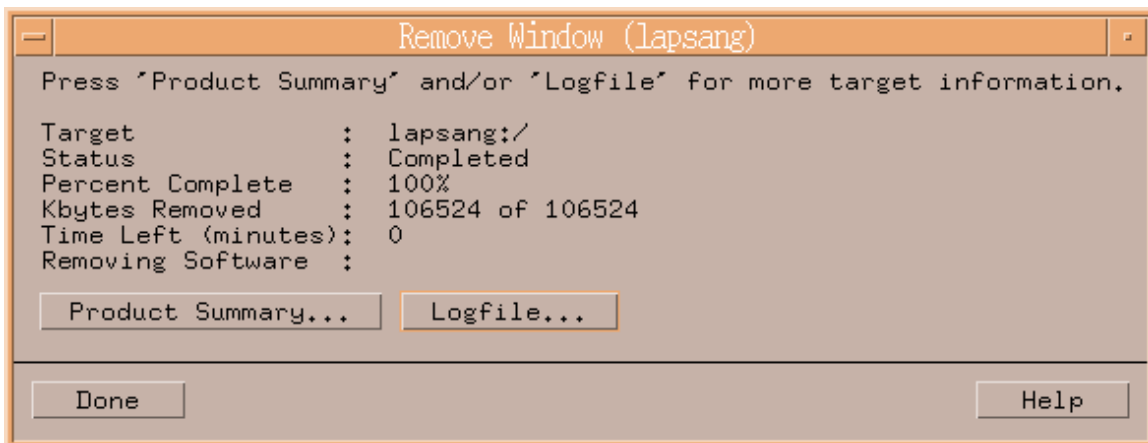 Remove Window (lapsang)
Press 'Product Summary' and/or 'Logfile' for more target information.
Target : lapsang:/
Status : Completed
Percent Complete : 100%
Kbytes Removed : 106524 of 106524
Time Left (minutes): 0
Removing Software :
Product Summary... Logfile...
Done Help